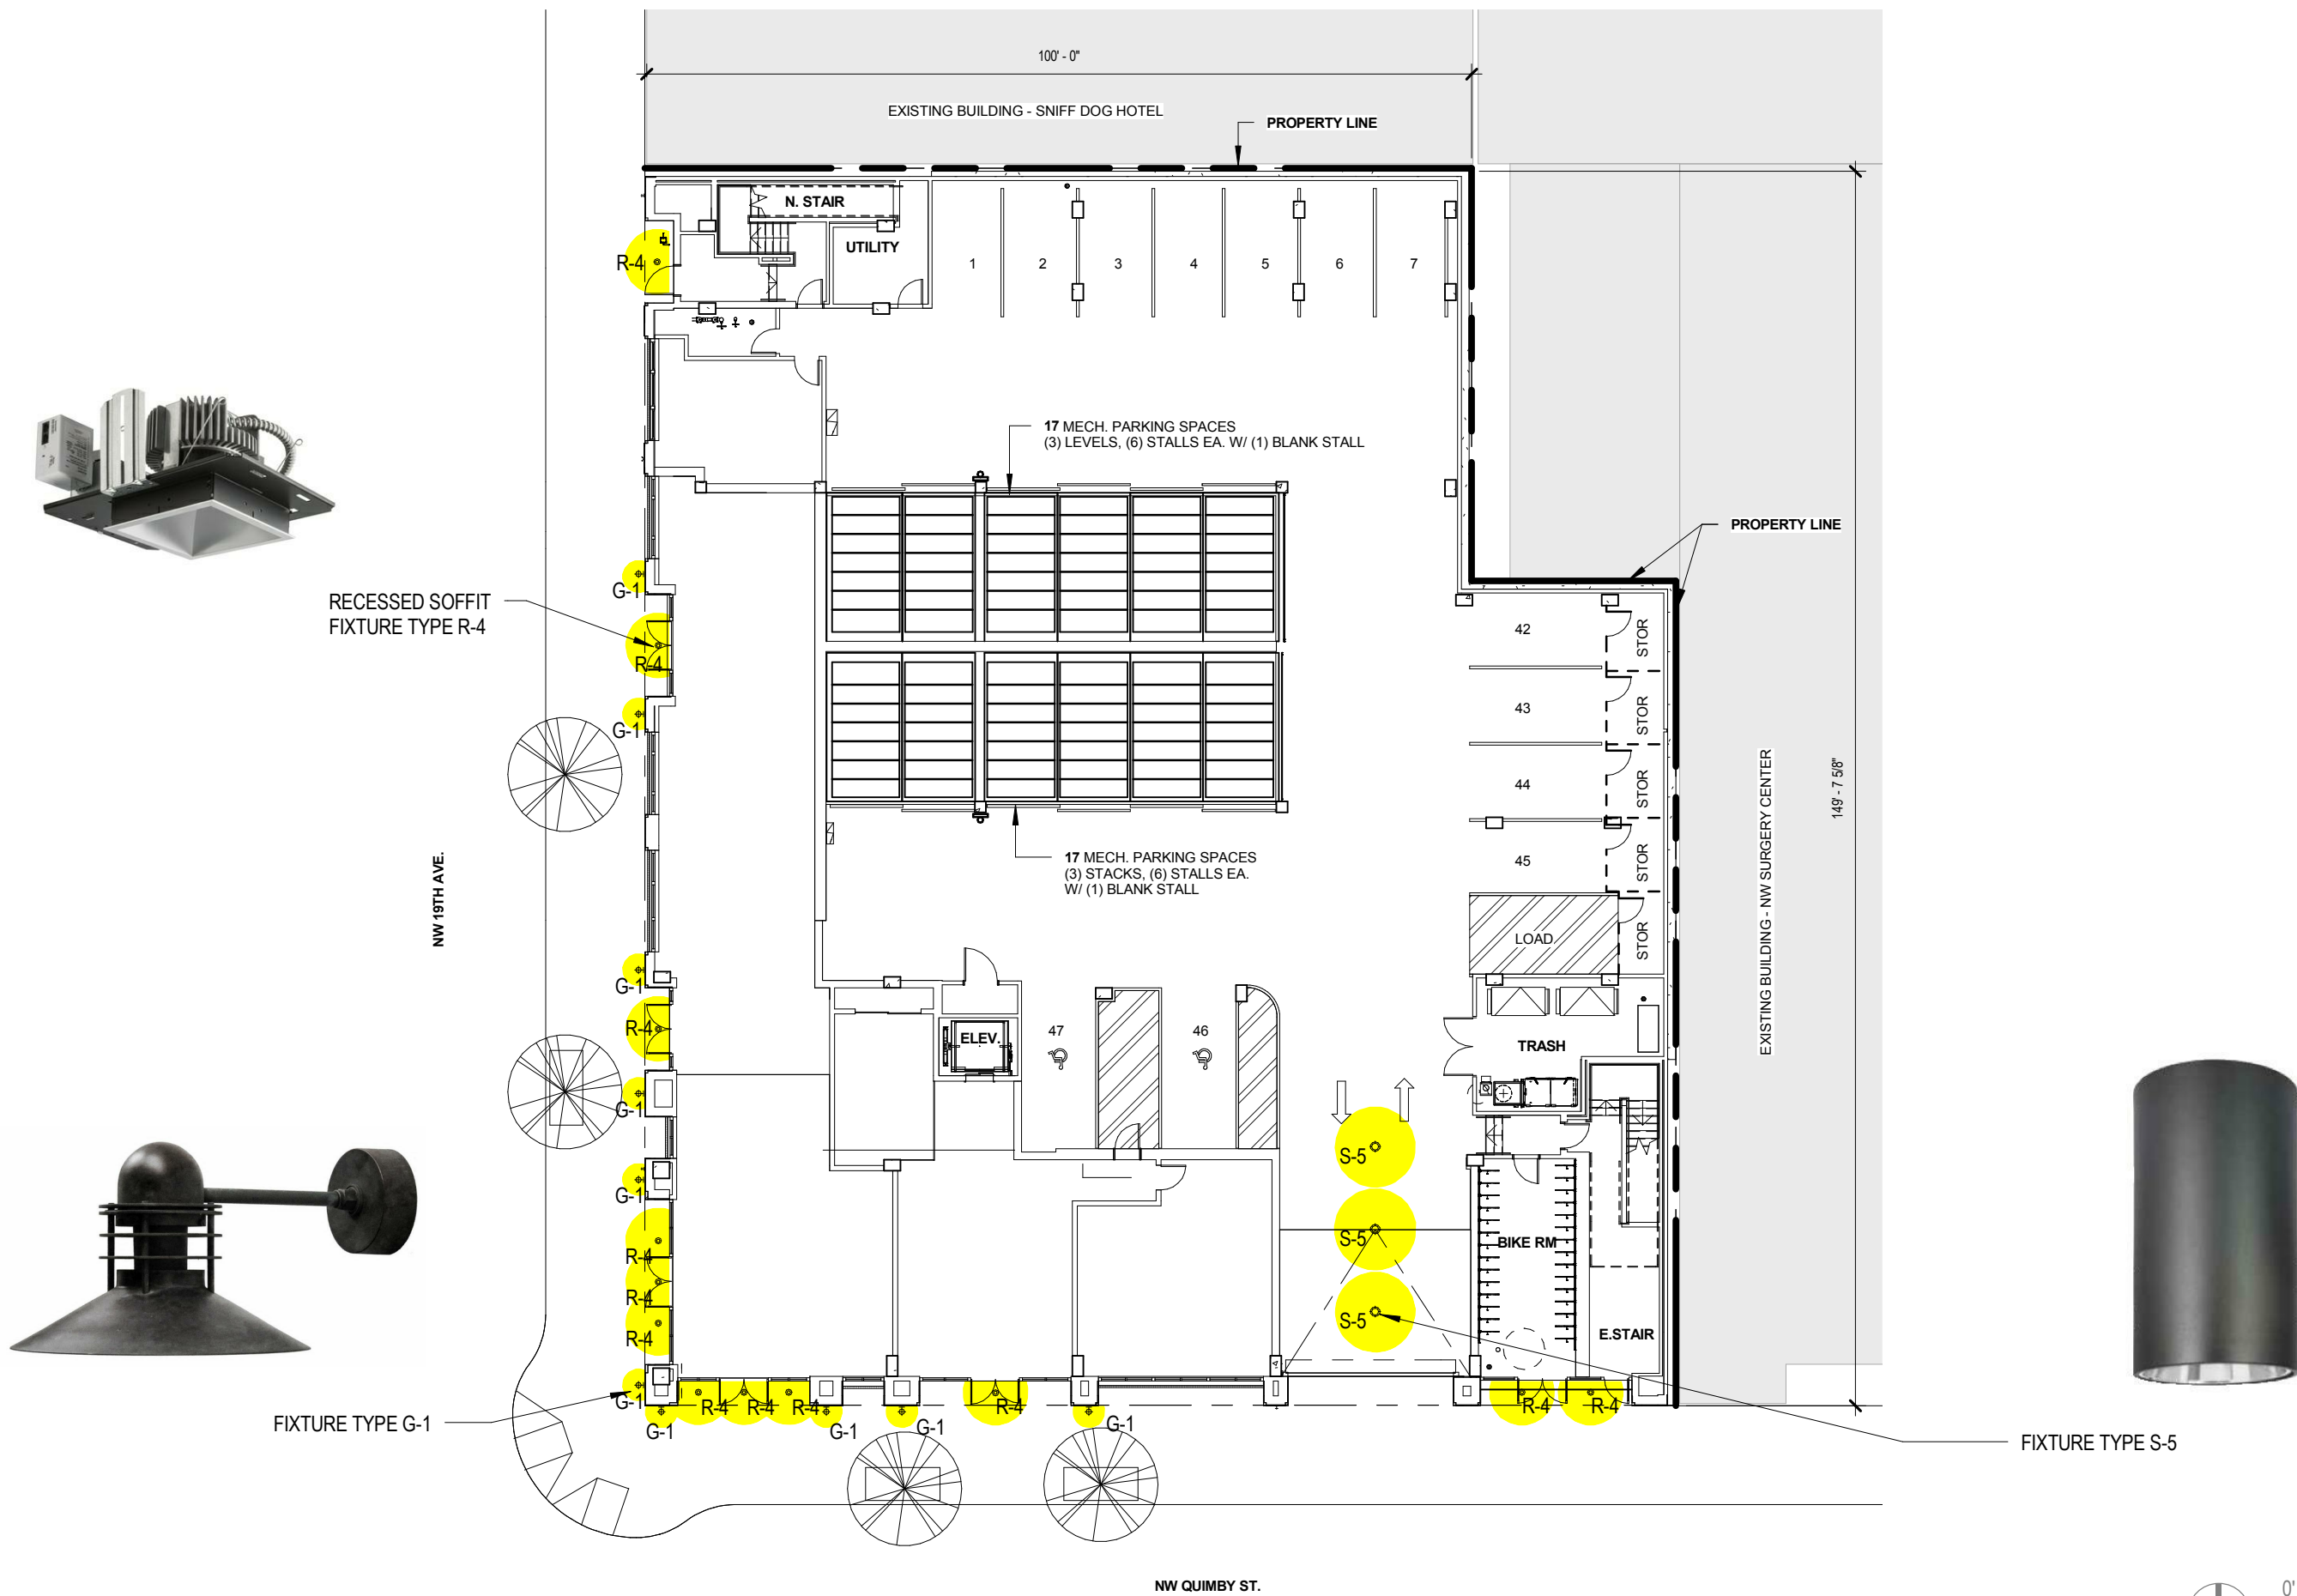 100' - 0"
EXISTING BUILDING - SNIFF DOG HOTEL
PROPERTY LINE
N. STAIR
UTILITY
R-4
1
2
3
4
5
6
7
17 MECH. PARKING SPACES
(3) LEVELS, (6) STALLS EA. W/ (1) BLANK STALL
PROPERTY LINE
G-1
RECESSED SOFFIT
FIXTURE TYPE R-4
R-4
42
STOR
G-1
43
STOR
44
STOR
149' - 7 5/8"
EXISTING BUILDING - NW SURGERY CENTER
NW 19TH AVE.
17 MECH. PARKING SPACES
(3) STACKS, (6) STALLS EA.
W/ (1) BLANK STALL
45
STOR
LOAD
STOR
G-1
R-4
ELEV.
47
46
TRASH
G-1
S-5
G-1
S-5
BIKE RM
R-4
R-4
S-5
R-4
E.STAIR
G-1
R-4
R-4
R-4
R-4
R-4
R-4
FIXTURE TYPE G-1
G-1
G-1
G-1
G-1
FIXTURE TYPE S-5
NW QUIMBY ST.
0'